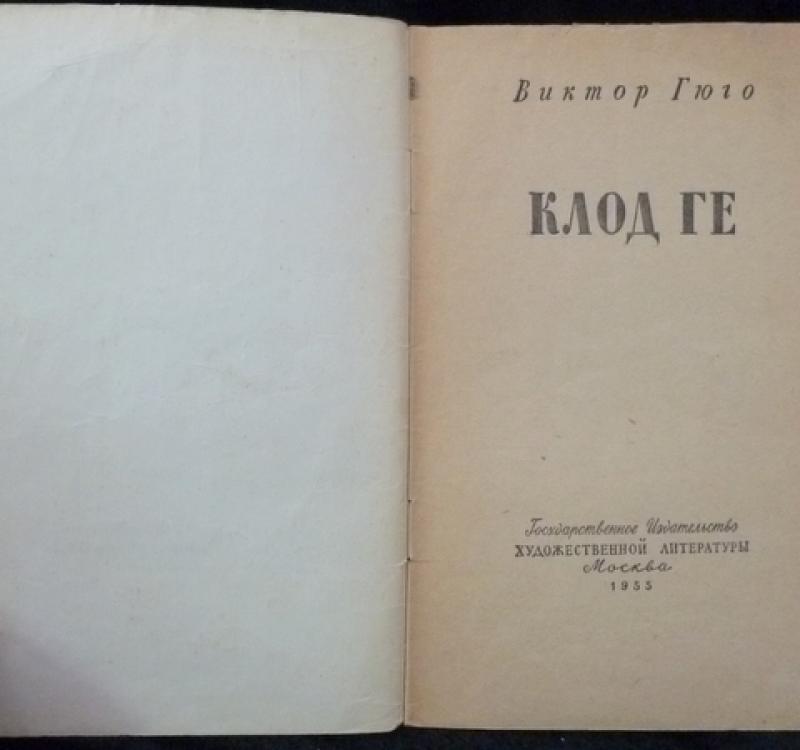 Виктор Гюго
КЛОД ГЕ
Государственное Издательство
ХУДОЖЕСТВЕННОЙ ЛИТЕРАТУРЫ
Москва
1955